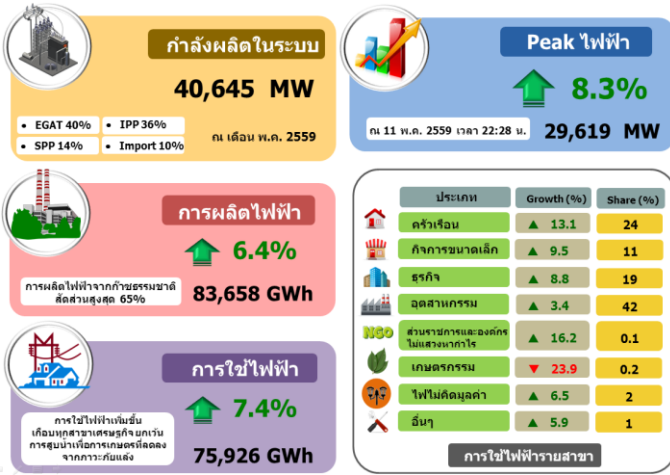 กำลังผลิตในระบบ
40,645 MW
• EGAT 40% • IPP 36%
• SPP 14% • Import 10%
ณ เดือน พ.ค. 2559
Peak ไฟฟ้า
8.3%
ณ 11 พ.ค. 2559 เวลา 22:28 น.
29,619 MW
การผลิตไฟฟ้า
6.4%
การผลิตไฟฟ้าจากก๊าซธรรมชาติ
สัดส่วนสูงสุด 65%
83,658 GWh
การใช้ไฟฟ้า
7.4%
การใช้ไฟฟ้าเพิ่มขึ้น
เกือบทุกสาขาเศรษฐกิจ ยกเว้น
การสูบน้ำเพื่อการเกษตรที่ลดลง
จากภาวะภัยแล้ง
75,926 GWh
ประเภท Growth (%) Share (%)
ครัวเรือน ▲ 13.1 24
กิจการขนาดเล็ก ▲ 9.5 11
ธุรกิจ ▲ 8.8 19
อุตสาหกรรม ▲ 3.4 42
NGO ส่วนราชการและองค์กร
ไม่แสวงหากำไร ▲ 16.2 0.1
เกษตรกรรม ▼ 23.9 0.2
ไฟไม่คิดมูลค่า ▲ 6.5 2
อื่นๆ ▲ 5.9 1
การใช้ไฟฟ้ารายสาขา